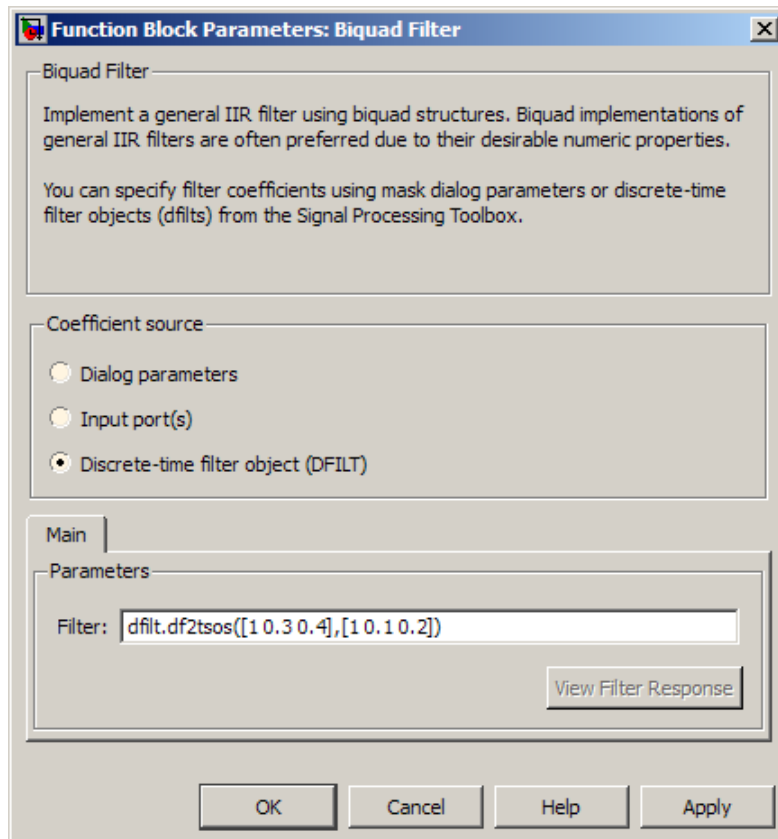 Function Block Parameters: Biquad Filter
Biquad Filter
Implement a general IIR filter using biquad structures. Biquad implementations of
general IIR filters are often preferred due to their desirable numeric properties.
You can specify filter coefficients using mask dialog parameters or discrete-time
filter objects (dfilts) from the Signal Processing Toolbox.
Coefficient source
Dialog parameters
Input port(s)
Discrete-time filter object (DFILT)
Main
Parameters
Filter: dfilt.df2tsos([1 0.3 0.4],[1 0.1 0.2])
View Filter Response
OK Cancel Help Apply